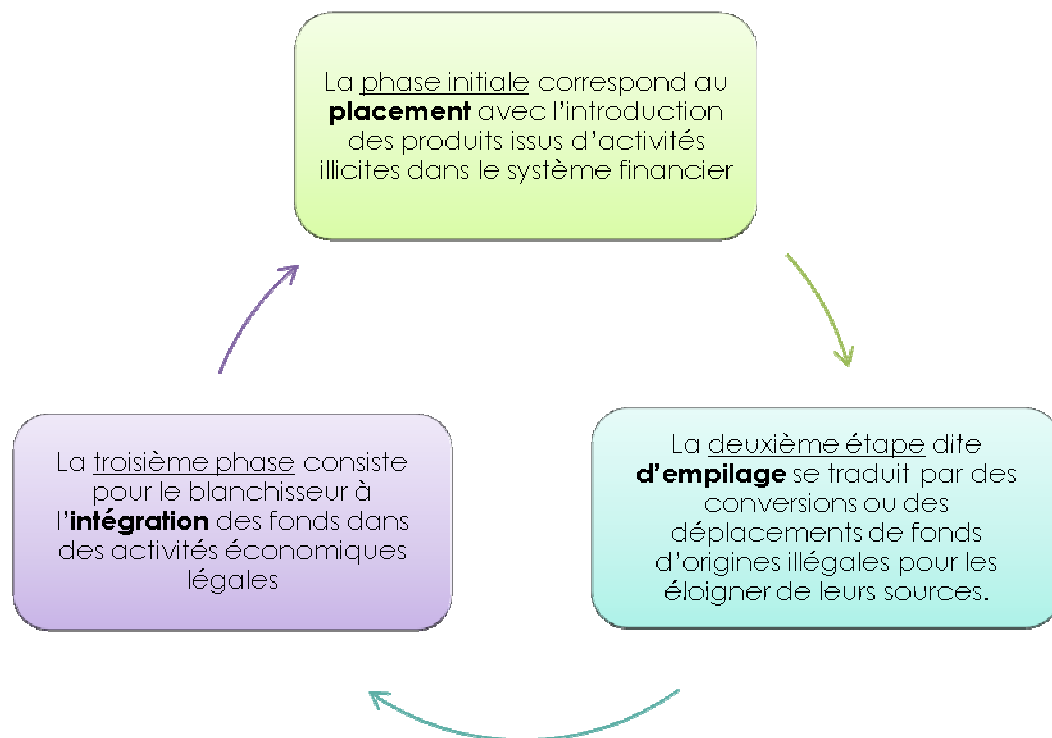 La phase initiale correspond au
placement avec l'introduction
des produits issus d'activités
illicites dans le système financier
La deuxième étape dite
d'empilage se traduit par des
conversions ou des
déplacements de fonds
d'origines illégales pour les
éloigner de leurs sources.
La troisième phase consiste
pour le blanchisseur à
l'intégration des fonds dans
des activités économiques
légales